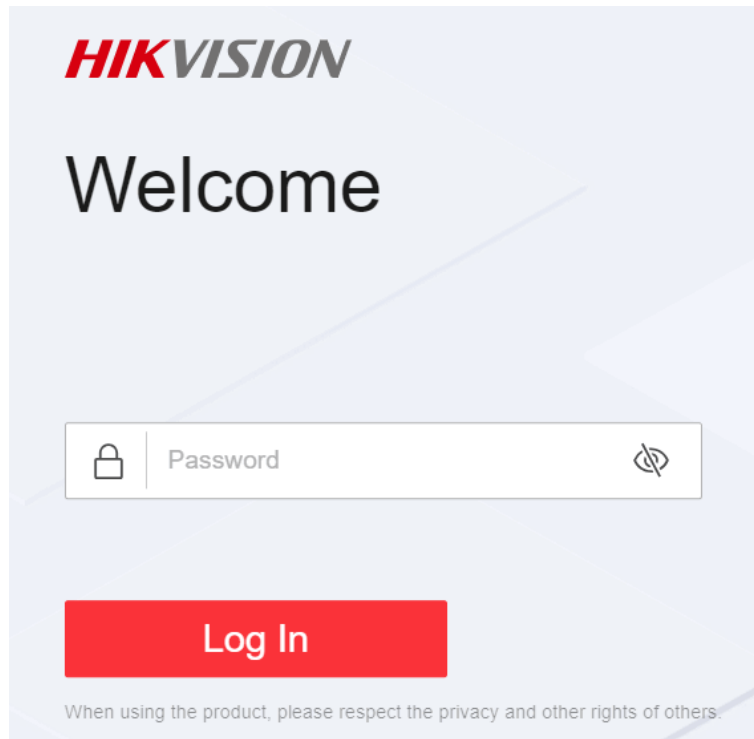 HIKVISION
Welcome
Password
Log In
When using the product, please respect the privacy and other rights of others.